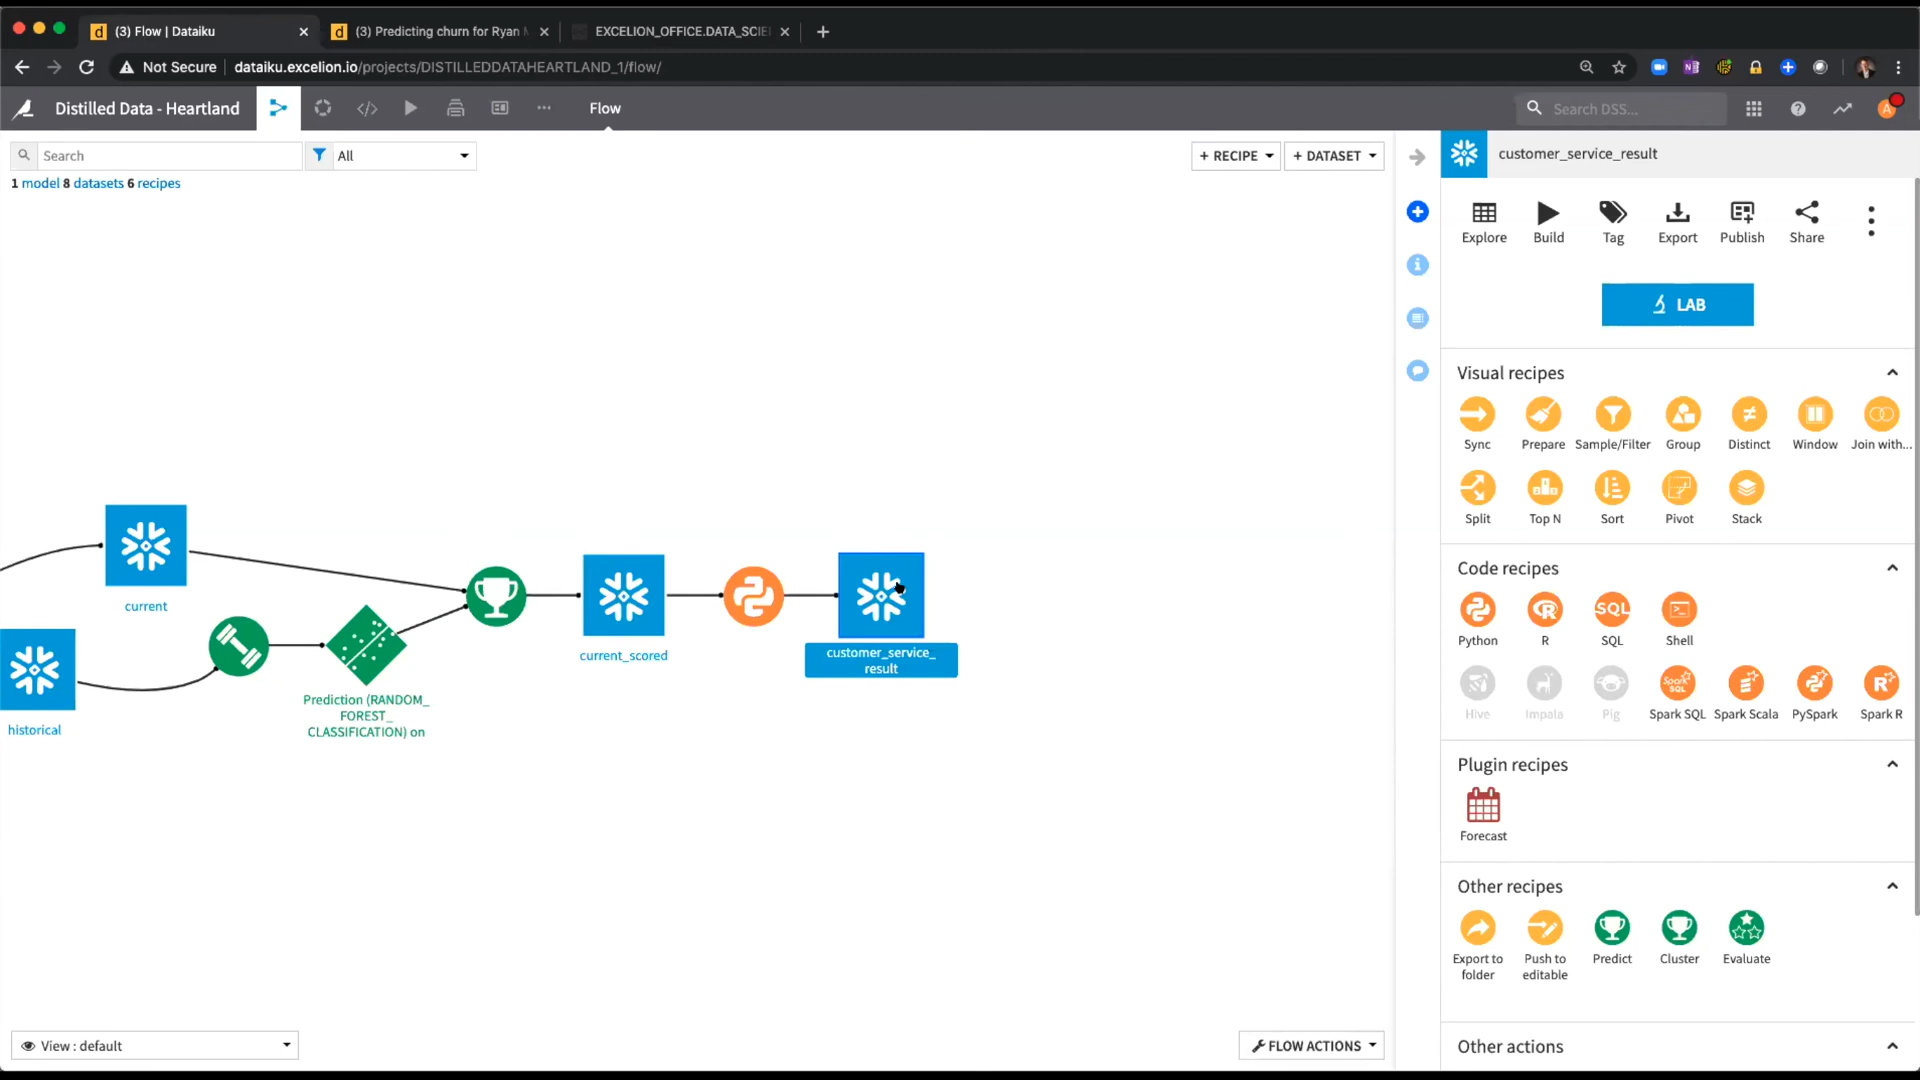 (3) Flow | Dataiku
(3) Predicting churn for Ryan
EXCELION_OFFICE.DATA_SCIE
Not Secure
dataiku.excelion.io/projects/DISTILLEDDATAHEARTLAND_1/flow/
Distilled Data - Heartland
Flow
Search DSS...
Search
All
+ RECIPE
+ DATASET
1 model 8 datasets 6 recipes
customer_service_result
Explore
Build
Tag
Export
Publish
Share
LAB
Visual recipes
Sync
Prepare
Sample/Filter
Group
Distinct
Window
Join with...
Split
Top N
Sort
Pivot
Stack
Code recipes
Python
R
SQL
Shell
Hive
Impala
Pig
Spark SQL
Spark Scala
PySpark
Spark R
Plugin recipes
Forecast
Other recipes
Export to
folder
Push to
editable
Predict
Cluster
Evaluate
Other actions
current
historical
Prediction (RANDOM_
FOREST_
CLASSIFICATION) on
current_scored
customer_service_
result
View : default
FLOW ACTIONS